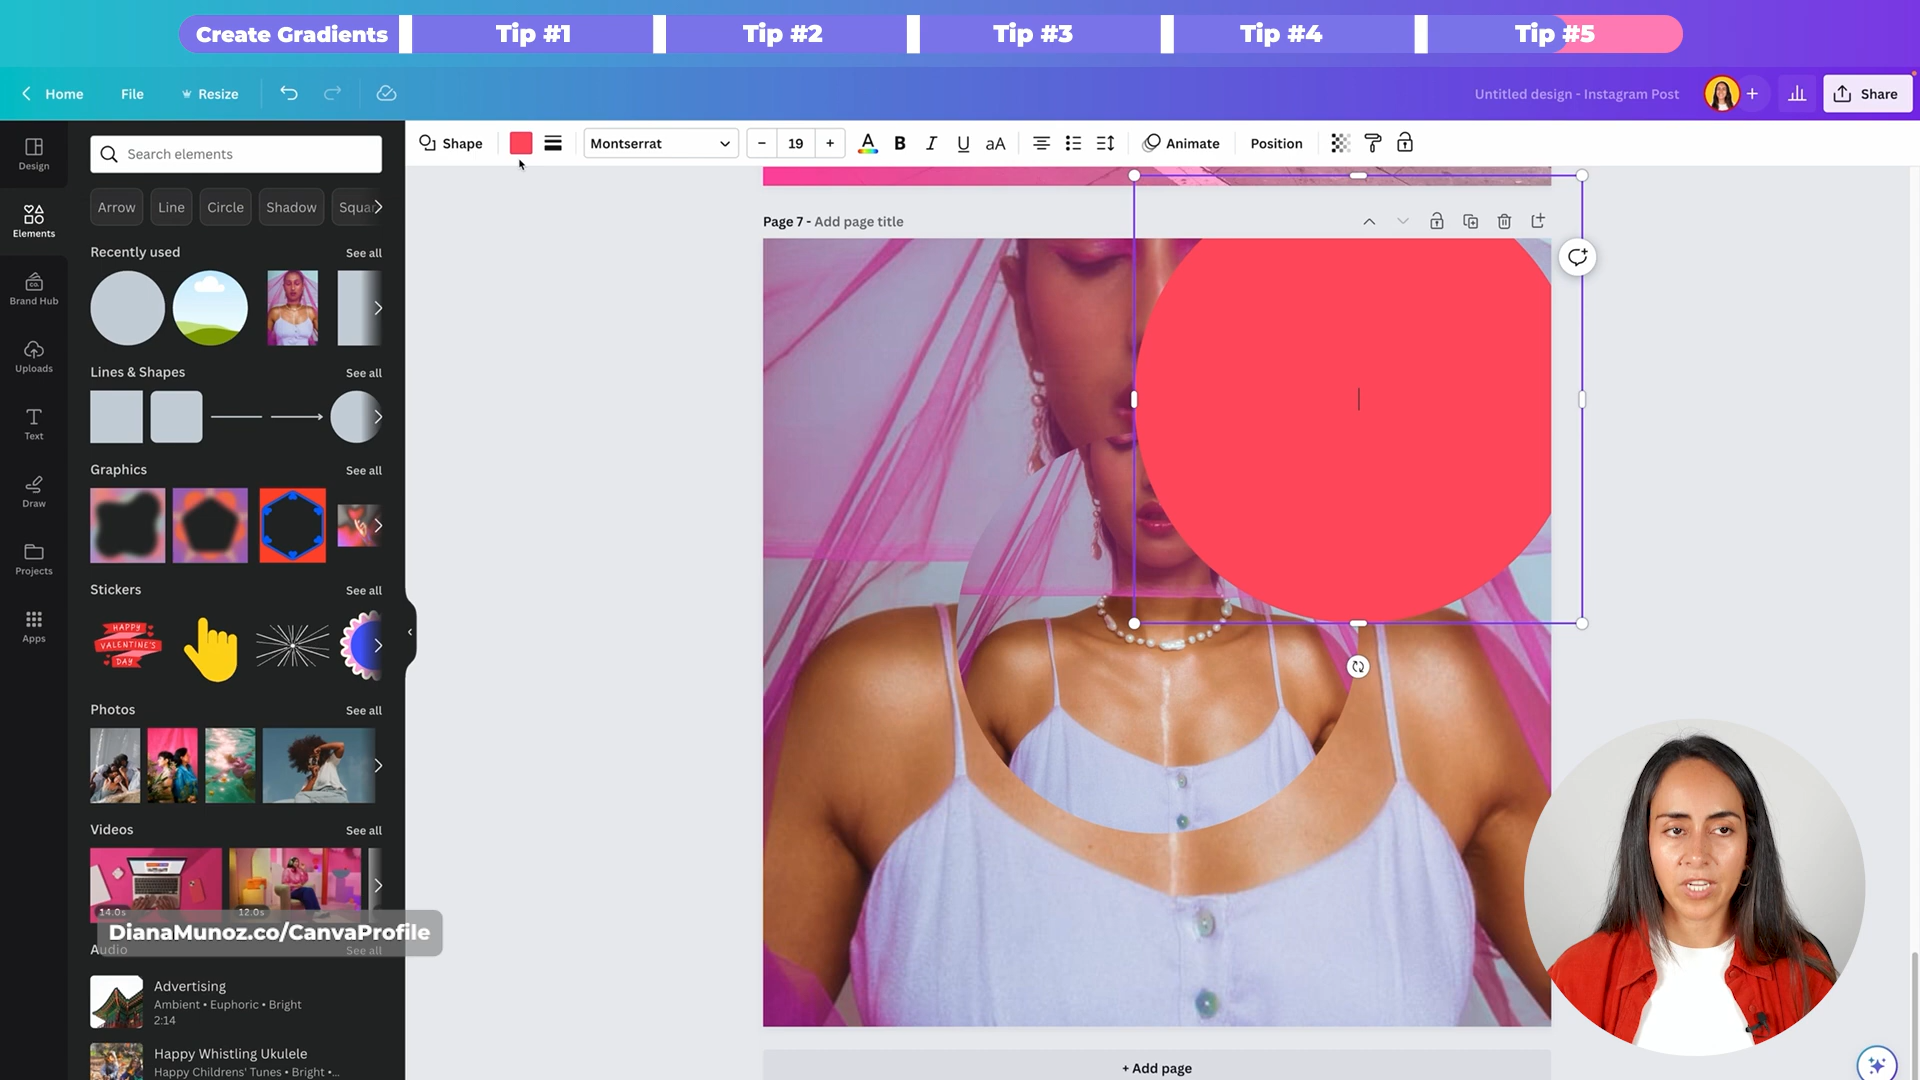 Create Gradients
Tip #1
Tip #2
Tip #3
Tip #4
Tip #5
Home
File
Resize
Untitled design - Instagram Post
+
Share
Design
Elements
Brand Hub
Uploads
Text
Draw
Projects
Apps
Search elements
Arrow
Line
Circle
Shadow
Squar
Recently used
See all
Lines & Shapes
See all
Graphics
See all
Stickers
See all
HAPPY
VALENTINE'S
DAY
Photos
See all
Videos
See all
14.0s
12.0s
DianaMunoz.co/CanvaProfile
Audio
See all
Advertising
Ambient • Euphoric • Bright
2:14
Happy Whistling Ukulele
Happy Childrens' Tunes • Bright •...
Shape
Montserrat
− 19 +
A B I U aA
Animate
Position
Page 7 - Add page title
+ Add page